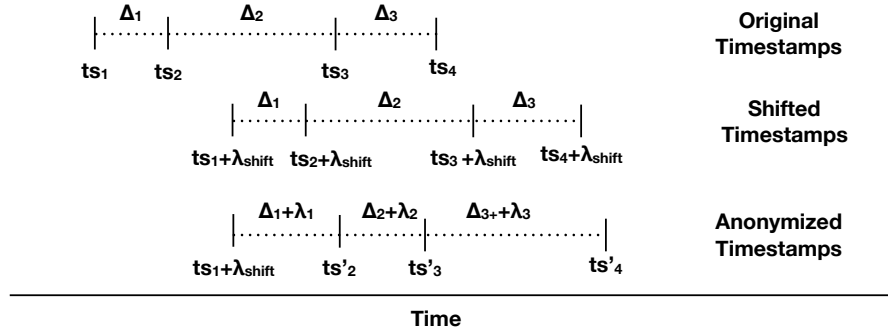 Δ₁ Δ₂ Δ₃
Original
Timestamps
ts₁ ts₂ ts₃ ts₄
Δ₁ Δ₂ Δ₃
Shifted
Timestamps
ts₁+λshift ts₂+λshift ts₃ +λshift ts₄+λshift
Δ₁+λ₁ Δ₂+λ₂ Δ₃₊+λ₃
Anonymized
Timestamps
ts₁+λshift ts'₂ ts'₃ ts'₄
Time